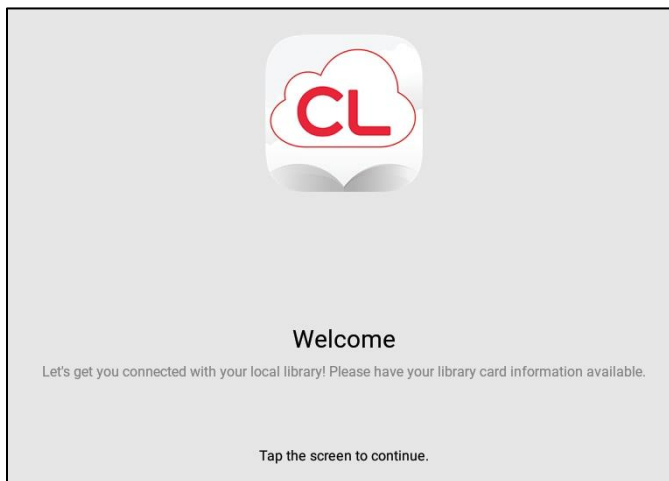 CL
Welcome
Let's get you connected with your local library! Please have your library card information available.
Tap the screen to continue.